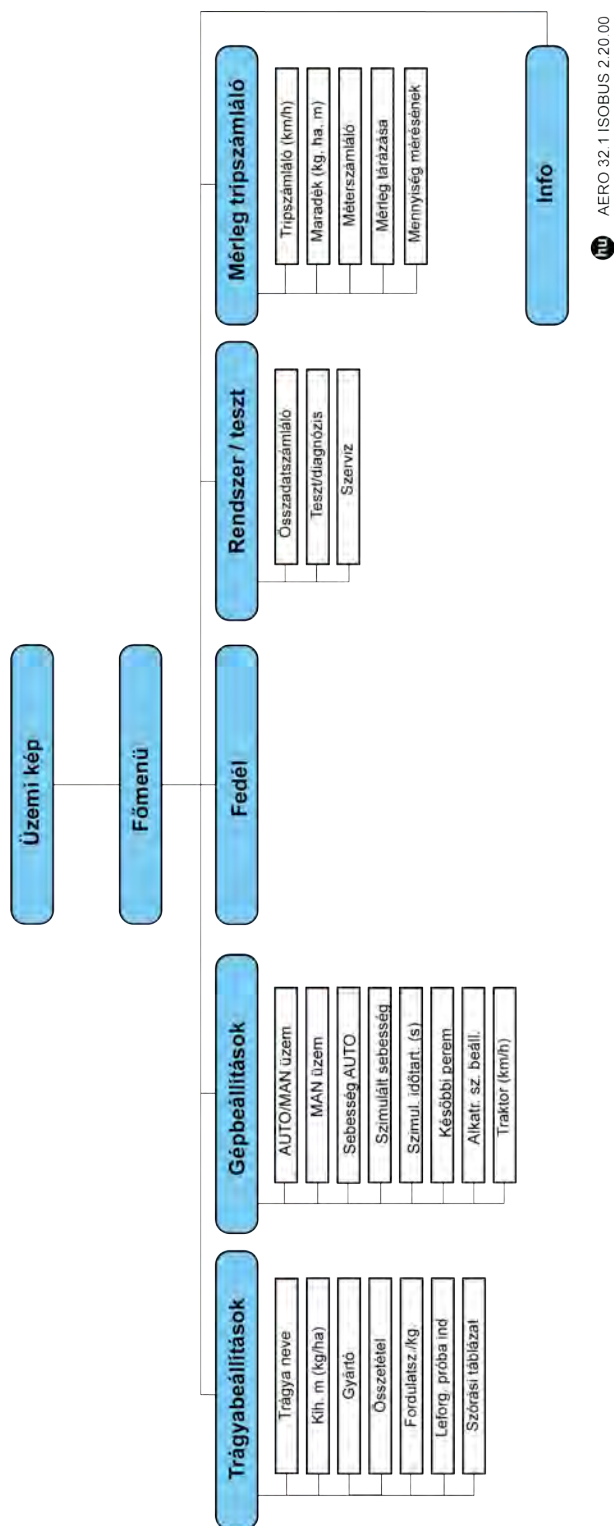 Üzemi kép
Főmenü
Trágyabeállítások
Trágya neve
Kih. m (kg/ha)
Gyártó
Összetétel
Fordulatsz./kg.
Leforg. próba ind
Szórási táblázat
Gépbeállítások
AUTO/MAN üzem
MAN üzem
Sebesség AUTO
Szimulált sebesség
Szimul. időtart. (s)
Későbbi perem
Alkatr. sz. beáll.
Traktor (km/h)
Fedél
Rendszer / teszt
Összadatszámláló
Teszt/diagnózis
Szerviz
Mérleg tripszámláló
Tripszámláló (km/h)
Maradék (kg, ha, m)
Méterszámláló
Mérleg tárázása
Mennyiség mérésének
Info
hu AERO 32.1 ISOBUS 2.20.00